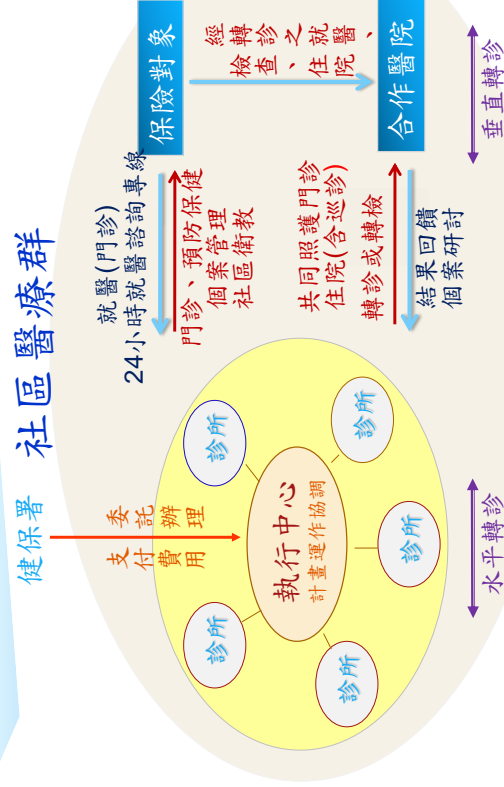 社區醫療群
健保署
委託辦理
支付費用
執行中心
計畫運作協調
診所
診所
診所
診所
診所
水平轉診
就醫(門診)
24小時就醫諮詢專線
門診、預防保健
個案管理
社區衛教
共同照護門診
住院(含巡診)
轉診或轉檢
結果回饋
個案研討
保險對象
經轉診之就醫、
檢查、住院
合作醫院
垂直轉診